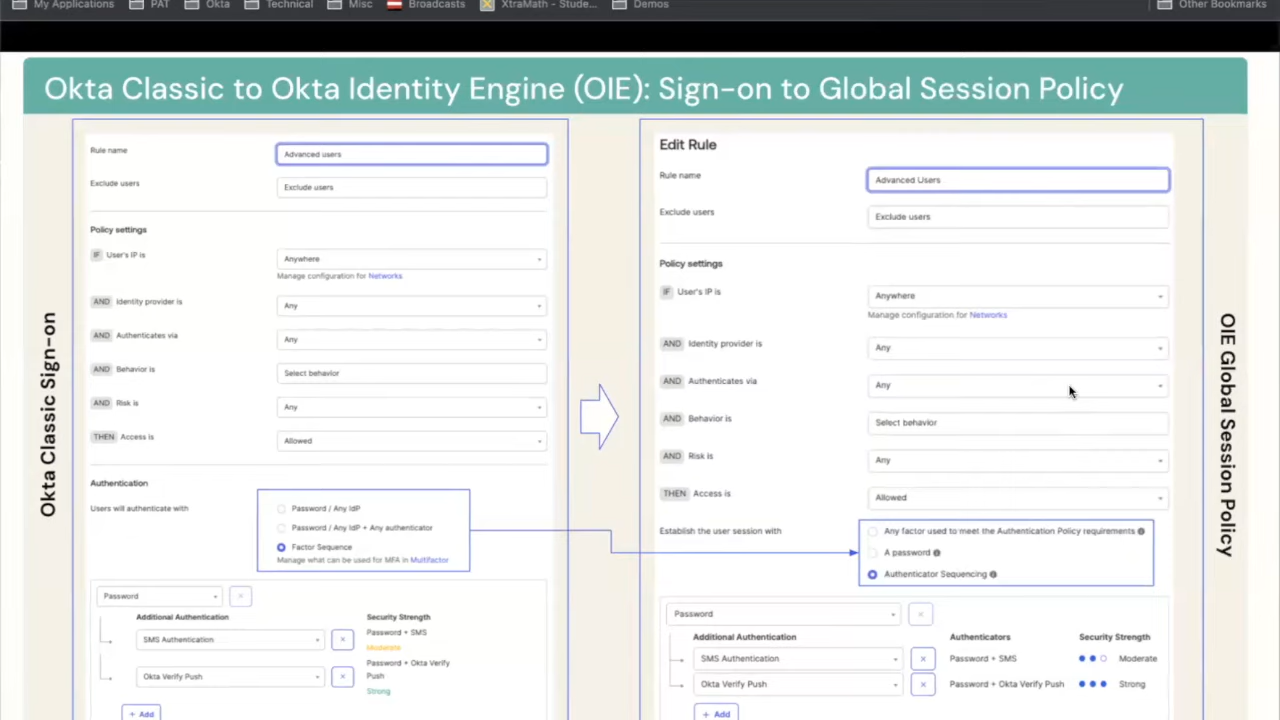 My Applications PAT Okta Technical Misc Broadcasts XtraMath - Stude... Demos Other Bookmarks
Okta Classic to Okta Identity Engine (OIE): Sign-on to Global Session Policy
Okta Classic Sign-on
Rule name Advanced users
Exclude users Exclude users
Policy settings
IF User's IP is Anywhere
Manage configuration for Networks
AND Identity provider is Any
AND Authenticates via Any
AND Behavior is Select behavior
AND Risk is Any
THEN Access is Allowed
Authentication
Users will authenticate with
Password / Any IdP
Password / Any IdP + Any authenticator
Factor Sequence
Manage what can be used for MFA in Multifactor
Password ×
Additional Authentication Security Strength
SMS Authentication × Password + SMS
Moderate
Okta Verify Push × Password + Okta Verify
Push
Strong
+ Add
Edit Rule
Rule name Advanced Users
Exclude users Exclude users
Policy settings
IF User's IP is Anywhere
Manage configuration for Networks
AND Identity provider is Any
AND Authenticates via Any
AND Behavior is Select behavior
AND Risk is Any
THEN Access is Allowed
Establish the user session with Any factor used to meet the Authentication Policy requirements
A password
Authenticator Sequencing
Password ×
Additional Authentication Authenticators Security Strength
SMS Authentication × Password + SMS Moderate
Okta Verify Push × Password + Okta Verify Push Strong
+ Add
OIE Global Session Policy